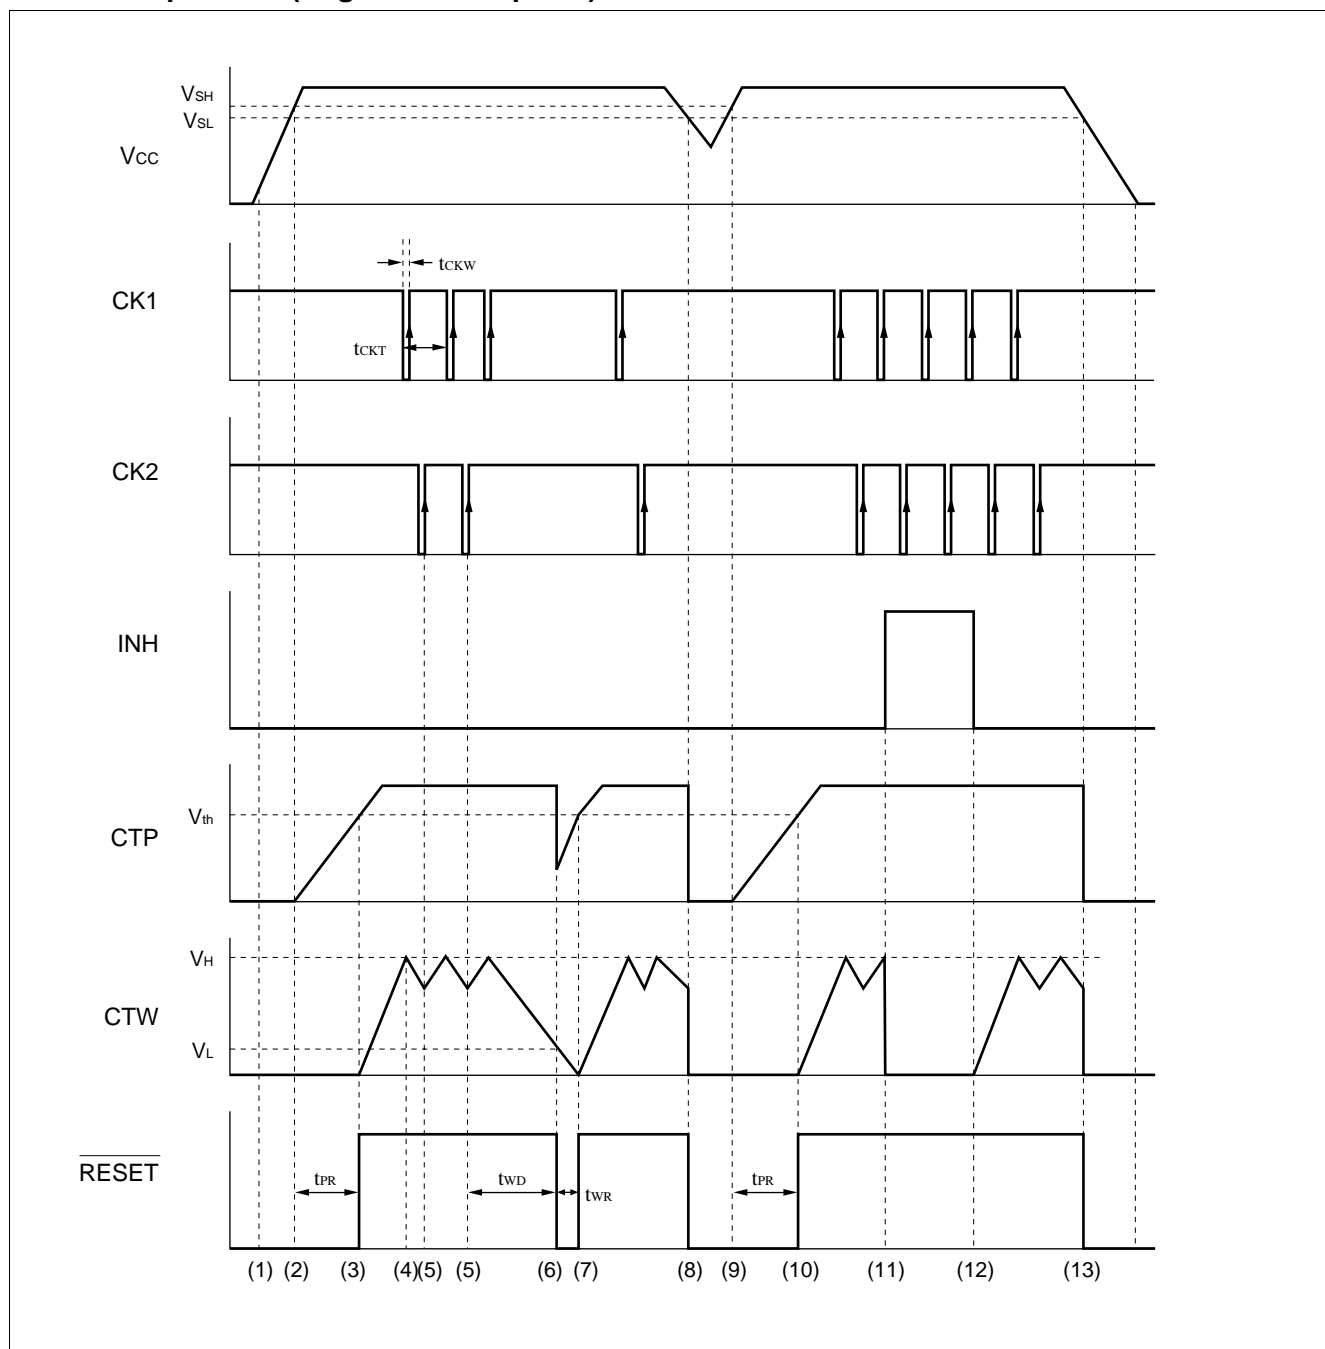 VSH
VSL
VCC
tCKW
CK1
tCKT
CK2
INH
Vth
CTP
VH
CTW
VL
RESET
tPR
tWD
tWR
tPR
(1) (2) (3) (4)(5) (5) (6) (7) (8) (9) (10) (11) (12) (13)